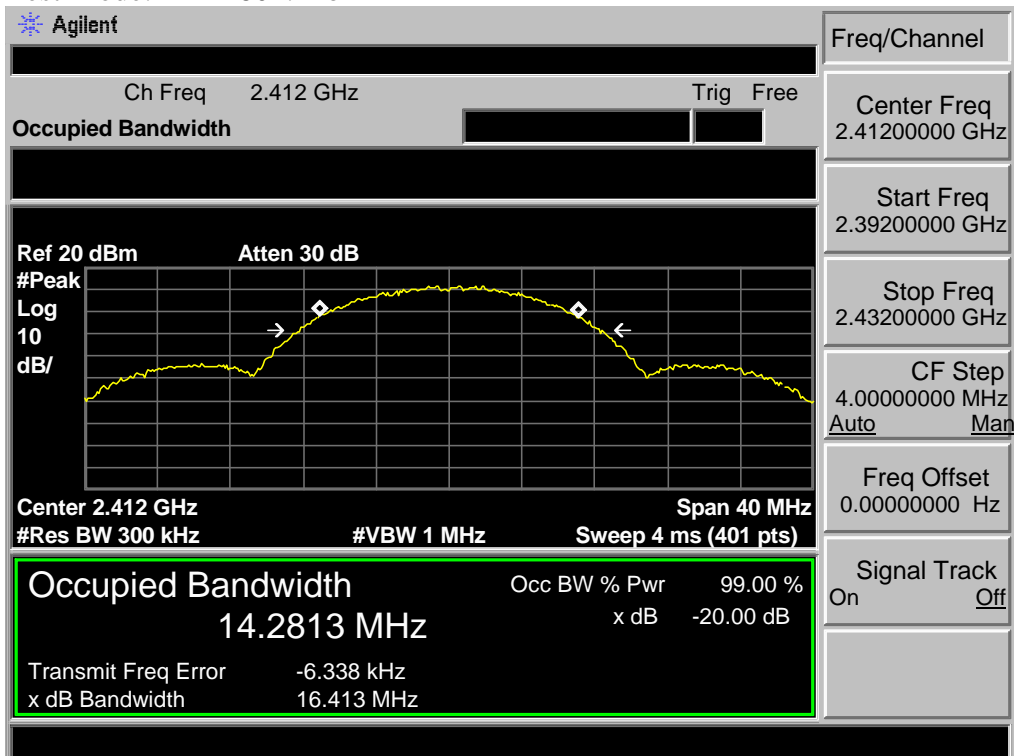 Agilent
Freq/Channel
Ch Freq 2.412 GHz Trig Free
Occupied Bandwidth
Center Freq
2.41200000 GHz
Start Freq
2.39200000 GHz
Stop Freq
2.43200000 GHz
CF Step
4.00000000 MHz
Auto Man
Freq Offset
0.00000000 Hz
Signal Track
On Off
Ref 20 dBm Atten 30 dB
#Peak
Log
10
dB/
Center 2.412 GHz Span 40 MHz
#Res BW 300 kHz #VBW 1 MHz Sweep 4 ms (401 pts)
Occupied Bandwidth Occ BW % Pwr 99.00 %
14.2813 MHz x dB -20.00 dB
Transmit Freq Error -6.338 kHz
x dB Bandwidth 16.413 MHz